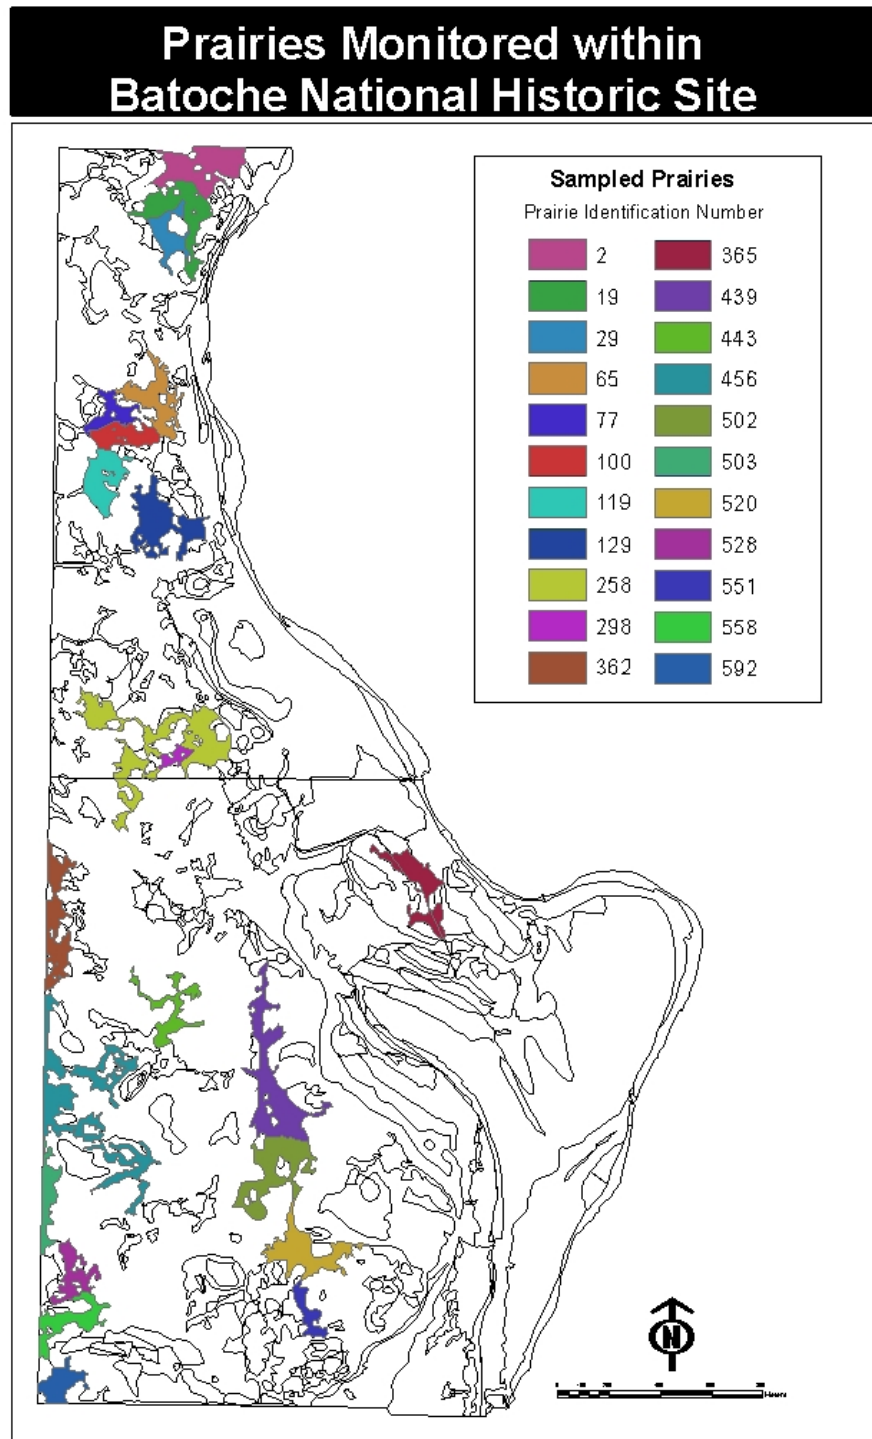 Prairies Monitored within
Batoche National Historic Site
Sampled Prairies
Prairie Identification Number
2 365
19 439
29 443
65 456
77 502
100 503
119 520
129 528
258 551
298 558
362 592
N